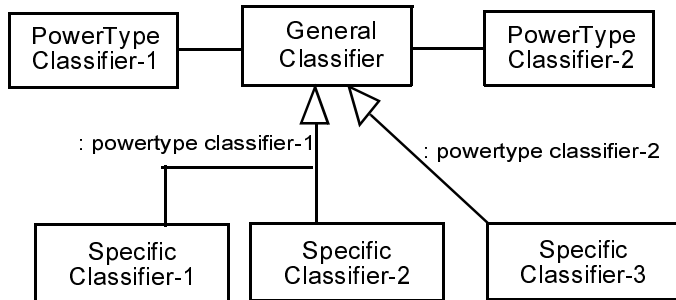 PowerType
Classifier-1
General
Classifier
PowerType
Classifier-2
: powertype classifier-1
: powertype classifier-2
Specific
Classifier-1
Specific
Classifier-2
Specific
Classifier-3